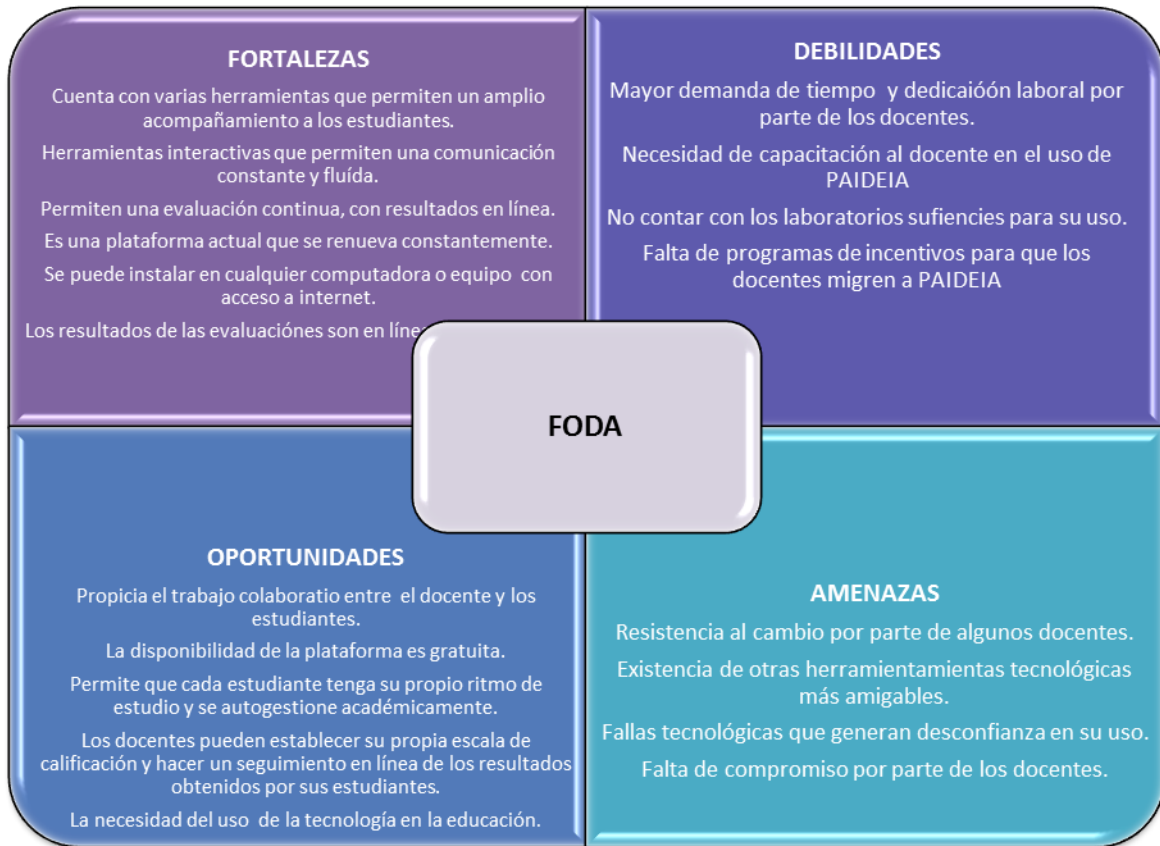 FORTALEZAS
Cuenta con varias herramientas que permiten un amplio
acompañamiento a los estudiantes.
Herramientas interactivas que permiten una comunicación
constante y fluída.
Permiten una evaluación continua, con resultados en línea.
Es una plataforma actual que se renueva constantemente.
Se puede instalar en cualquier computadora o equipo con
acceso a internet.
Los resultados de las evaluaciónes son en línea
DEBILIDADES
Mayor demanda de tiempo y dedicaióón laboral por
parte de los docentes.
Necesidad de capacitación al docente en el uso de
PAIDEIA
No contar con los laboratorios sufiencies para su uso.
Falta de programas de incentivos para que los
docentes migren a PAIDEIA
FODA
OPORTUNIDADES
Propicia el trabajo colaboratio entre el docente y los
estudiantes.
La disponibilidad de la plataforma es gratuita.
Permite que cada estudiante tenga su propio ritmo de
estudio y se autogestione académicamente.
Los docentes pueden establecer su propia escala de
calificación y hacer un seguimiento en línea de los resultados
obtenidos por sus estudiantes.
La necesidad del uso de la tecnología en la educación.
AMENAZAS
Resistencia al cambio por parte de algunos docentes.
Existencia de otras herramientamientas tecnológicas
más amigables.
Fallas tecnológicas que generan desconfianza en su uso.
Falta de compromiso por parte de los docentes.